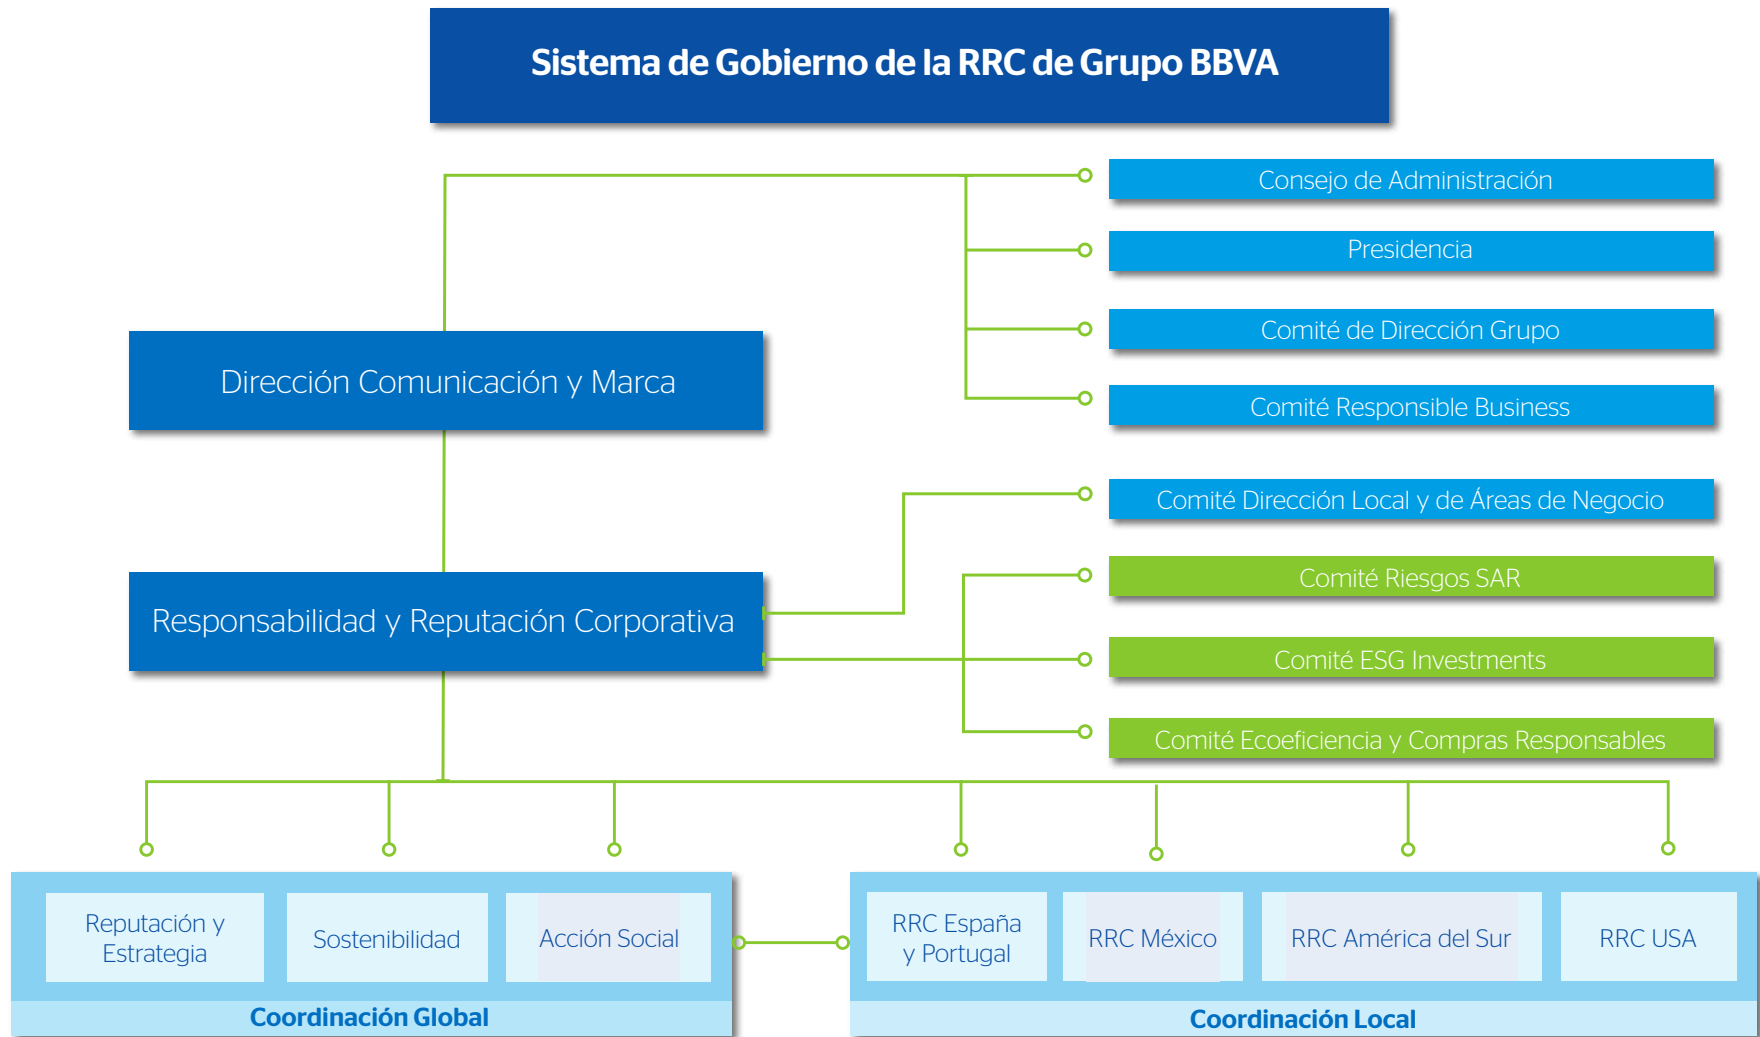 Sistema de Gobierno de la RRC de Grupo BBVA
Consejo de Administración
Presidencia
Comité de Dirección Grupo
Dirección Comunicación y Marca
Comité Responsible Business
Comité Dirección Local y de Áreas de Negocio
Comité Riesgos SAR
Responsabilidad y Reputación Corporativa
Comité ESG Investments
Comité Ecoeficiencia y Compras Responsables
Reputación y
Estrategia
Sostenibilidad
Acción Social
RRC España
y Portugal
RRC México
RRC América del Sur
RRC USA
Coordinación Global
Coordinación Local